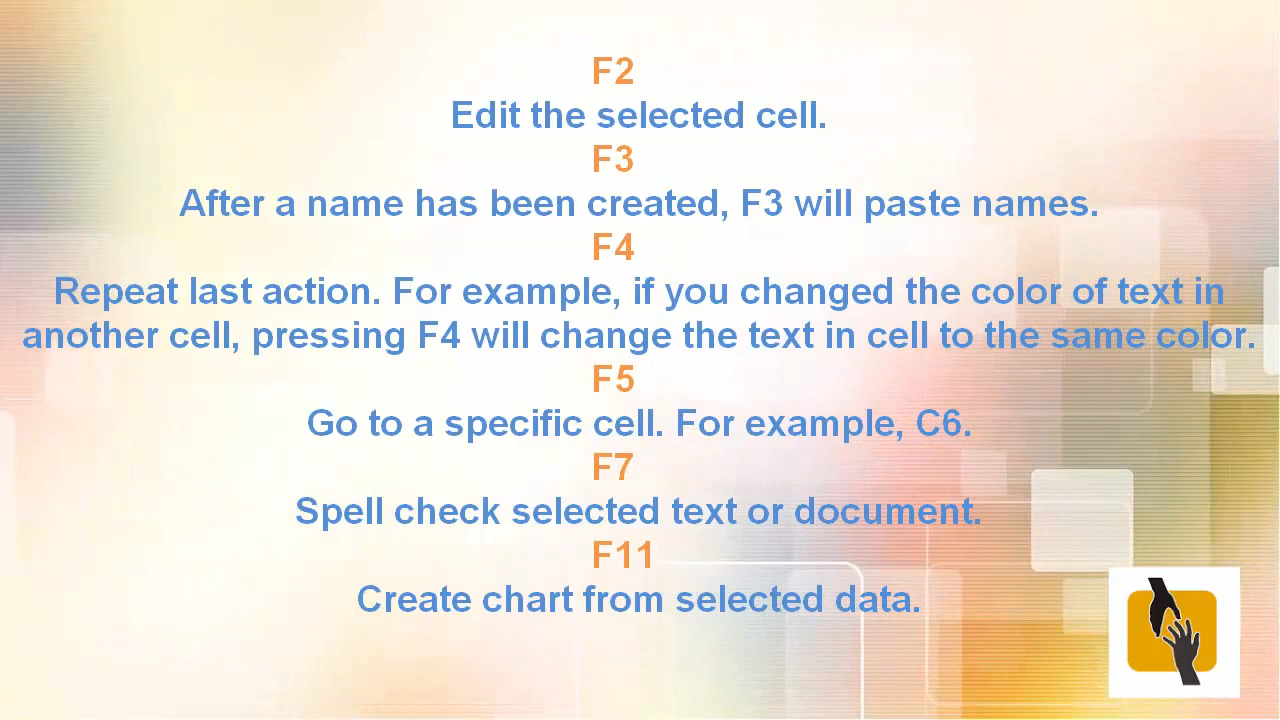 F2
Edit the selected cell.
F3
After a name has been created, F3 will paste names.
F4
Repeat last action. For example, if you changed the color of text in
another cell, pressing F4 will change the text in cell to the same color.
F5
Go to a specific cell. For example, C6.
F7
Spell check selected text or document.
F11
Create chart from selected data.